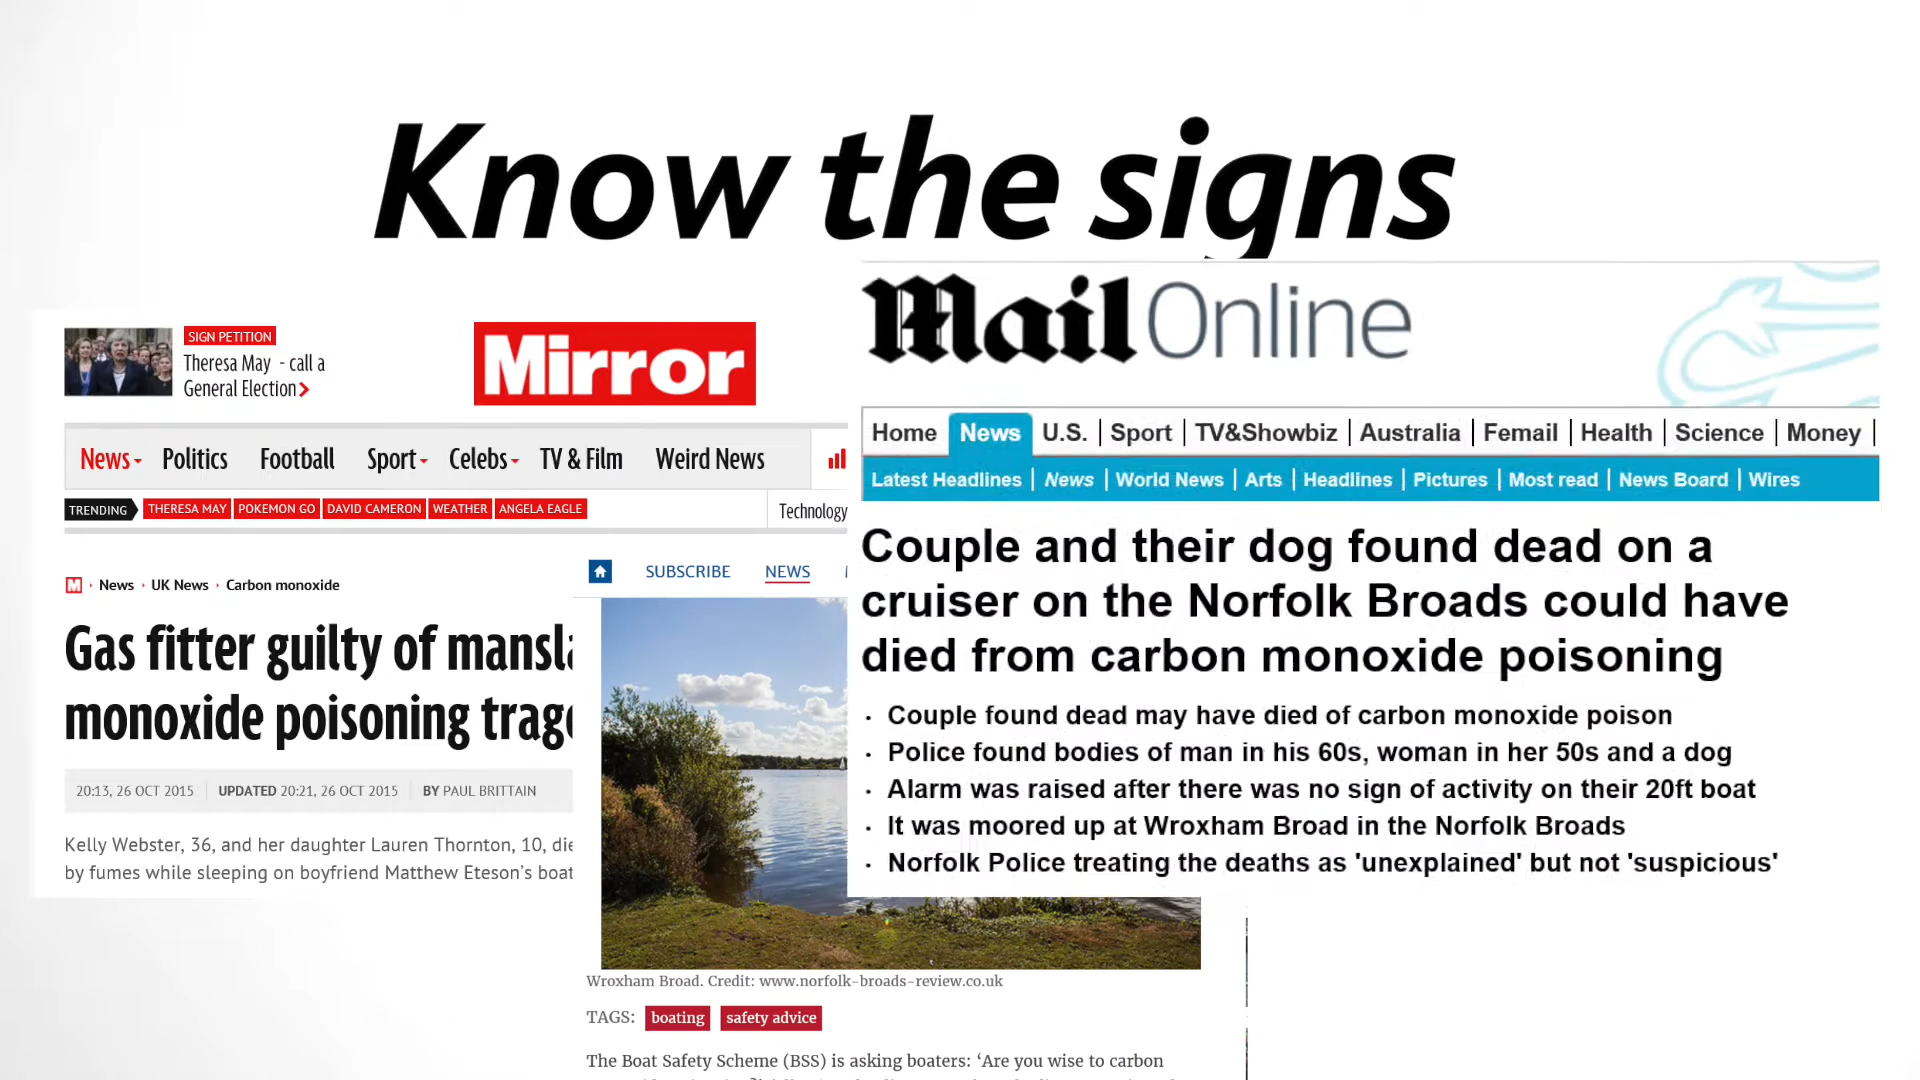 Know the signs
SIGN PETITION
Theresa May - call a
General Election
Mirror
News
Politics
Football
Sport
Celebs
TV & Film
Weird News
TRENDING
THERESA MAY
POKEMON GO
DAVID CAMERON
WEATHER
ANGELA EAGLE
Technology
News
UK News
Carbon monoxide
Gas fitter guilty of
monoxide poisoning
20:13, 26 OCT 2015
UPDATED 20:21, 26 OCT 2015
BY PAUL BRITTAIN
Kelly Webster, 36, and her daughter Lauren Thornton, 10,
by fumes while sleeping on boyfriend Matthew Eteson's boat
SUBSCRIBE
NEWS
Wroxham Broad. Credit: www.norfolk-broads-review.co.uk
TAGS:
boating
safety advice
The Boat Safety Scheme (BSS) is asking boaters: ‘Are you wise to carbon
Mail Online
Home
News
U.S.
Sport
TV&Showbiz
Australia
Femail
Health
Science
Money
Latest Headlines
News
World News
Arts
Headlines
Pictures
Most read
News Board
Wires
Couple and their dog found dead on a
cruiser on the Norfolk Broads could have
died from carbon monoxide poisoning
· Couple found dead may have died of carbon monoxide poison
· Police found bodies of man in his 60s, woman in her 50s and a dog
· Alarm was raised after there was no sign of activity on their 20ft boat
· It was moored up at Wroxham Broad in the Norfolk Broads
· Norfolk Police treating the deaths as 'unexplained' but not 'suspicious'